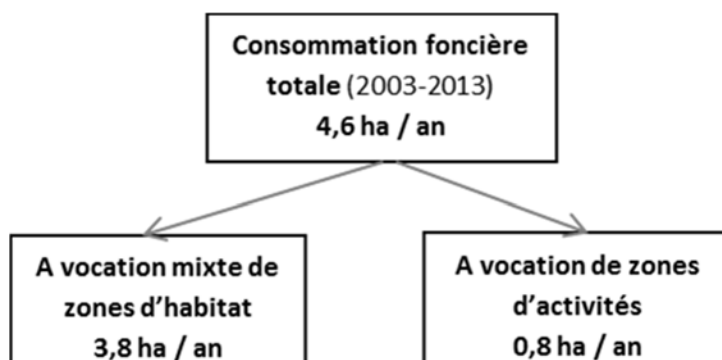 Consommation foncière
totale (2003-2013)
4,6 ha / an
A vocation mixte de
zones d’habitat
3,8 ha / an
A vocation de zones
d’activités
0,8 ha / an